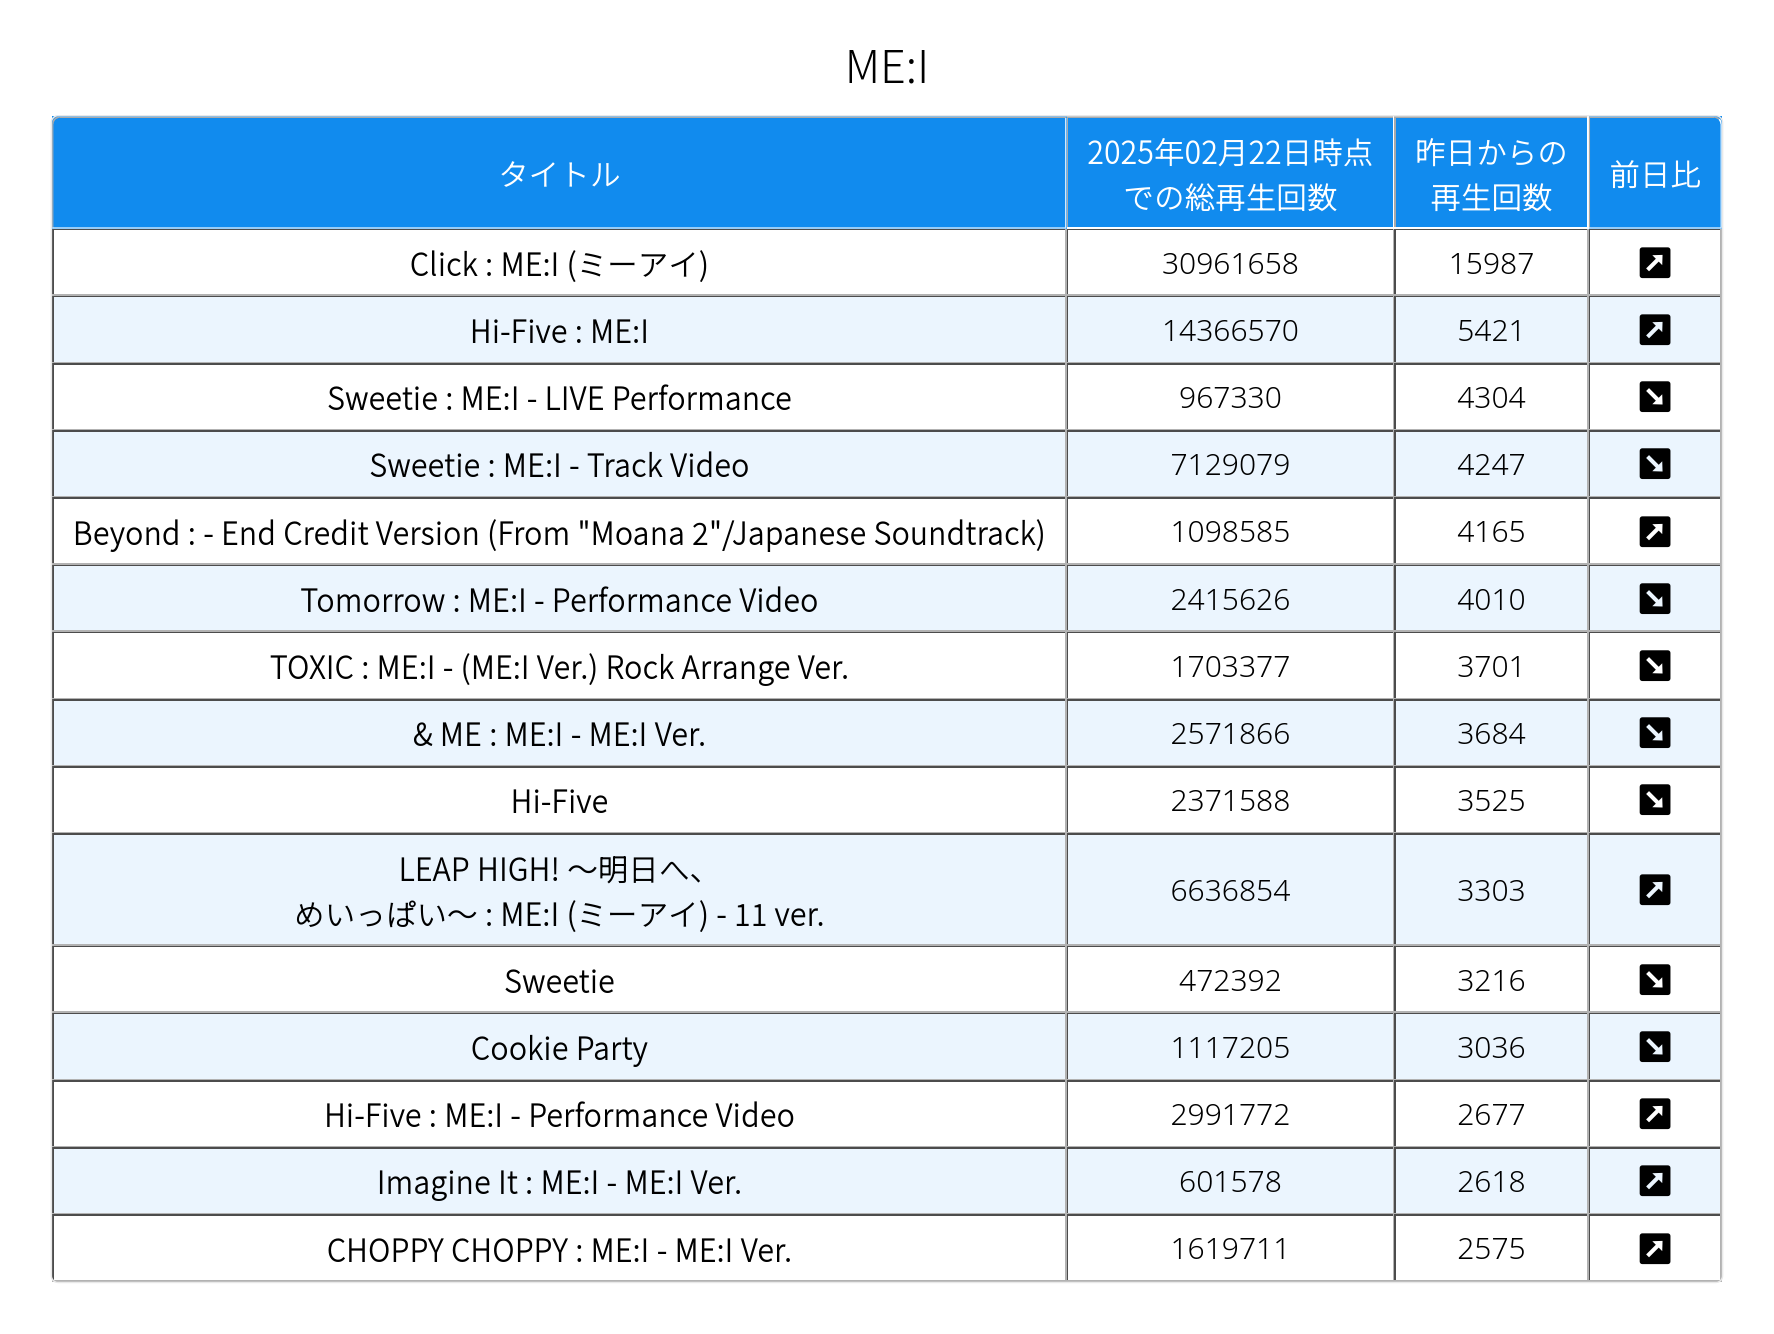 ME:I
タイトル
2025年02月22日時点
での総再生回数
昨日からの
再生回数
前日比
Click : ME:I (ミーアイ) 30961658 15987
Hi-Five : ME:I 14366570 5421
Sweetie : ME:I - LIVE Performance 967330 4304
Sweetie : ME:I - Track Video 7129079 4247
Beyond : - End Credit Version (From "Moana 2"/Japanese Soundtrack) 1098585 4165
Tomorrow : ME:I - Performance Video 2415626 4010
TOXIC : ME:I - (ME:I Ver.) Rock Arrange Ver. 1703377 3701
& ME : ME:I - ME:I Ver. 2571866 3684
Hi-Five 2371588 3525
LEAP HIGH! 〜明日へ、
めいっぱい〜 : ME:I (ミーアイ) - 11 ver. 6636854 3303
Sweetie 472392 3216
Cookie Party 1117205 3036
Hi-Five : ME:I - Performance Video 2991772 2677
Imagine It : ME:I - ME:I Ver. 601578 2618
CHOPPY CHOPPY : ME:I - ME:I Ver. 1619711 2575